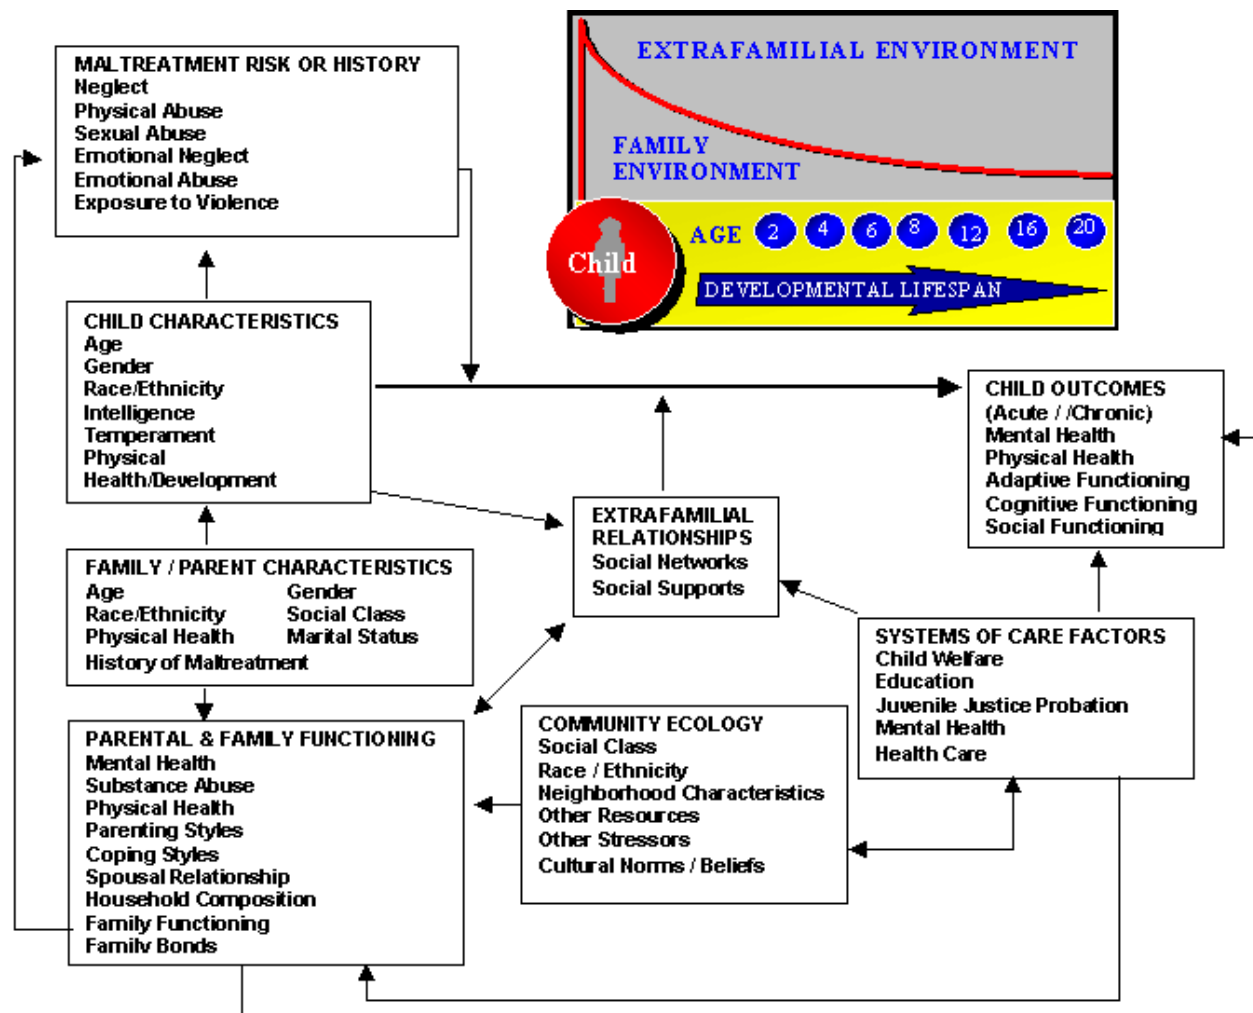 MALTREATMENT RISK OR HISTORY
Neglect
Physical Abuse
Sexual Abuse
Emotional Neglect
Emotional Abuse
Exposure to Violence
EXTRAFAMILIAL ENVIRONMENT
FAMILY
ENVIRONMENT
AGE 2 4 6 8 12 16 20
Child
DEVELOPMENTAL LIFESPAN
CHILD CHARACTERISTICS
Age
Gender
Race/Ethnicity
Intelligence
Temperament
Physical
Health/Development
CHILD OUTCOMES
(Acute / /Chronic)
Mental Health
Physical Health
Adaptive Functioning
Cognitive Functioning
Social Functioning
EXTRAFAMILIAL
RELATIONSHIPS
Social Networks
Social Supports
FAMILY / PARENT CHARACTERISTICS
Age Gender
Race/Ethnicity Social Class
Physical Health Marital Status
History of Maltreatment
SYSTEMS OF CARE FACTORS
Child Welfare
Education
Juvenile Justice Probation
Mental Health
Health Care
PARENTAL & FAMILY FUNCTIONING
Mental Health
Substance Abuse
Physical Health
Parenting Styles
Coping Styles
Spousal Relationship
Household Composition
Family Functioning
Family Bonds
COMMUNITY ECOLOGY
Social Class
Race / Ethnicity
Neighborhood Characteristics
Other Resources
Other Stressors
Cultural Norms / Beliefs